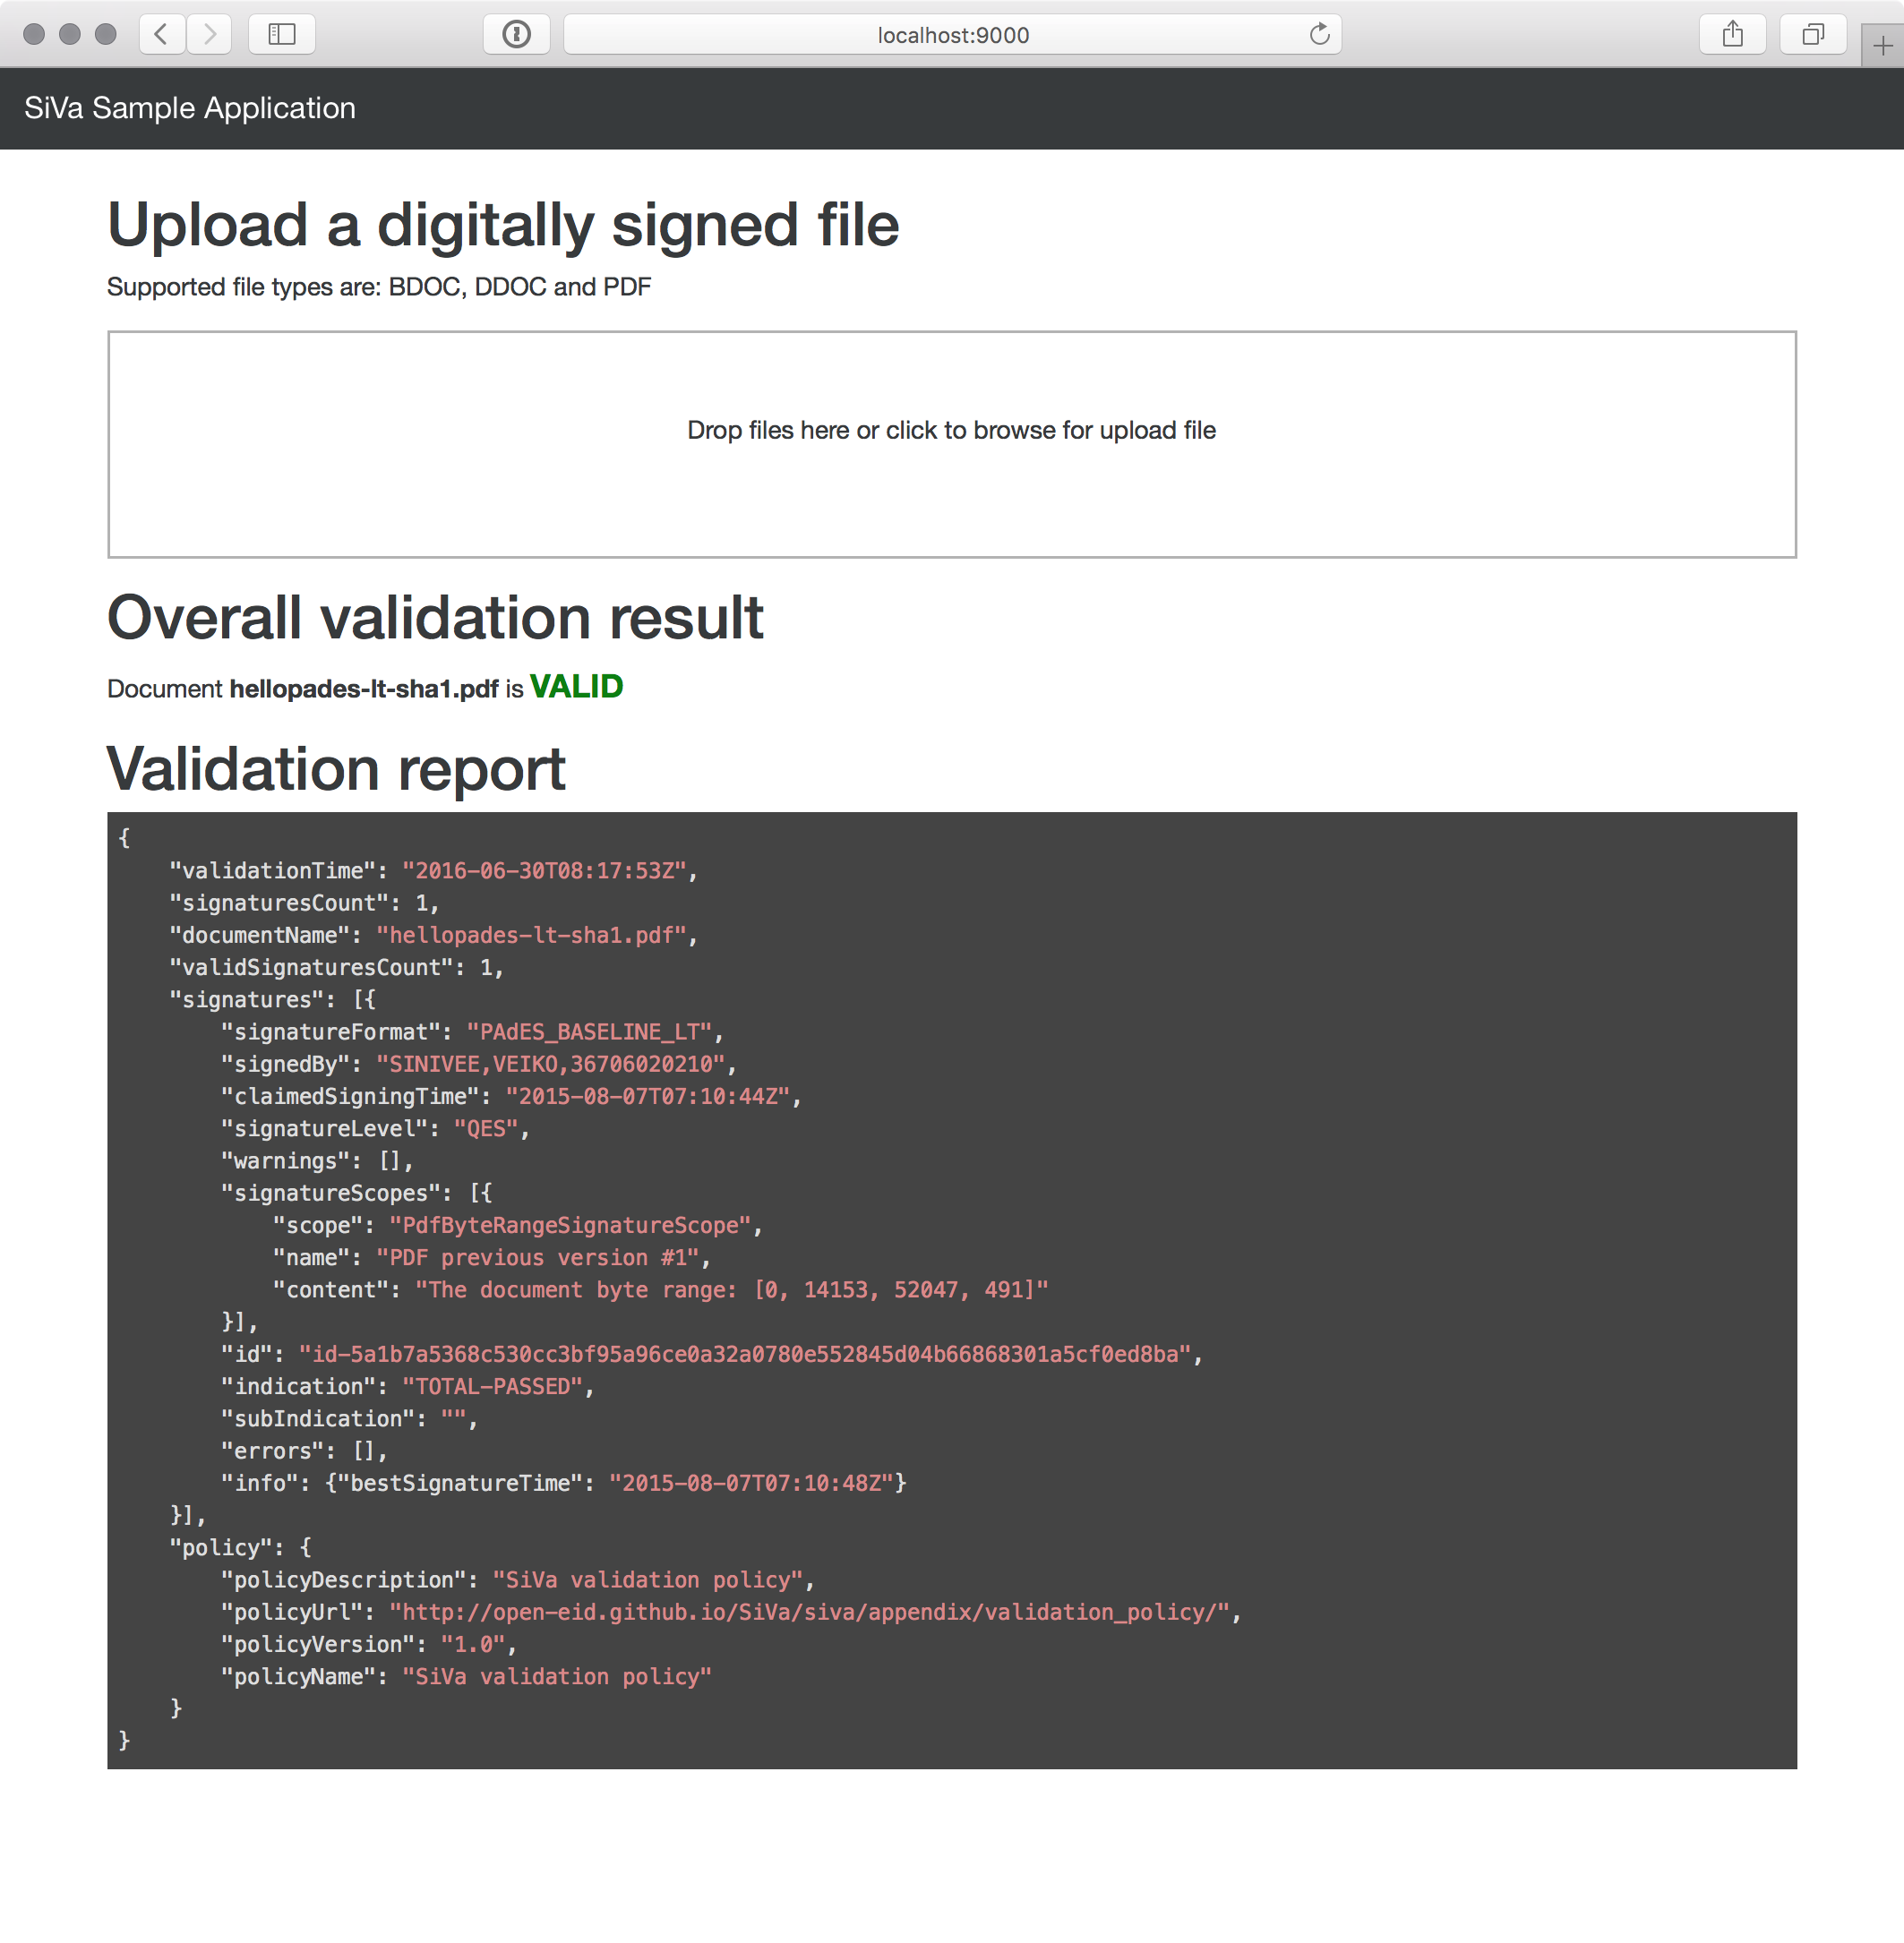 localhost:9000
SiVa Sample Application
Upload a digitally signed file
Supported file types are: BDOC, DDOC and PDF
Drop files here or click to browse for upload file
Overall validation result
Document hellopades-lt-sha1.pdf is VALID
Validation report
{
    "validationTime": "2016-06-30T08:17:53Z",
    "signaturesCount": 1,
    "documentName": "hellopades-lt-sha1.pdf",
    "validSignaturesCount": 1,
    "signatures": [{
        "signatureFormat": "PAdES_BASELINE_LT",
        "signedBy": "SINIVEE,VEIKO,36706020210",
        "claimedSigningTime": "2015-08-07T07:10:44Z",
        "signatureLevel": "QES",
        "warnings": [],
        "signatureScopes": [{
            "scope": "PdfByteRangeSignatureScope",
            "name": "PDF previous version #1",
            "content": "The document byte range: [0, 14153, 52047, 491]"
        }],
        "id": "id-5a1b7a5368c530cc3bf95a96ce0a32a0780e552845d04b66868301a5cf0ed8ba",
        "indication": "TOTAL-PASSED",
        "subIndication": "",
        "errors": [],
        "info": {"bestSignatureTime": "2015-08-07T07:10:48Z"}
    }],
    "policy": {
        "policyDescription": "SiVa validation policy",
        "policyUrl": "http://open-eid.github.io/SiVa/siva/appendix/validation_policy/",
        "policyVersion": "1.0",
        "policyName": "SiVa validation policy"
    }
}